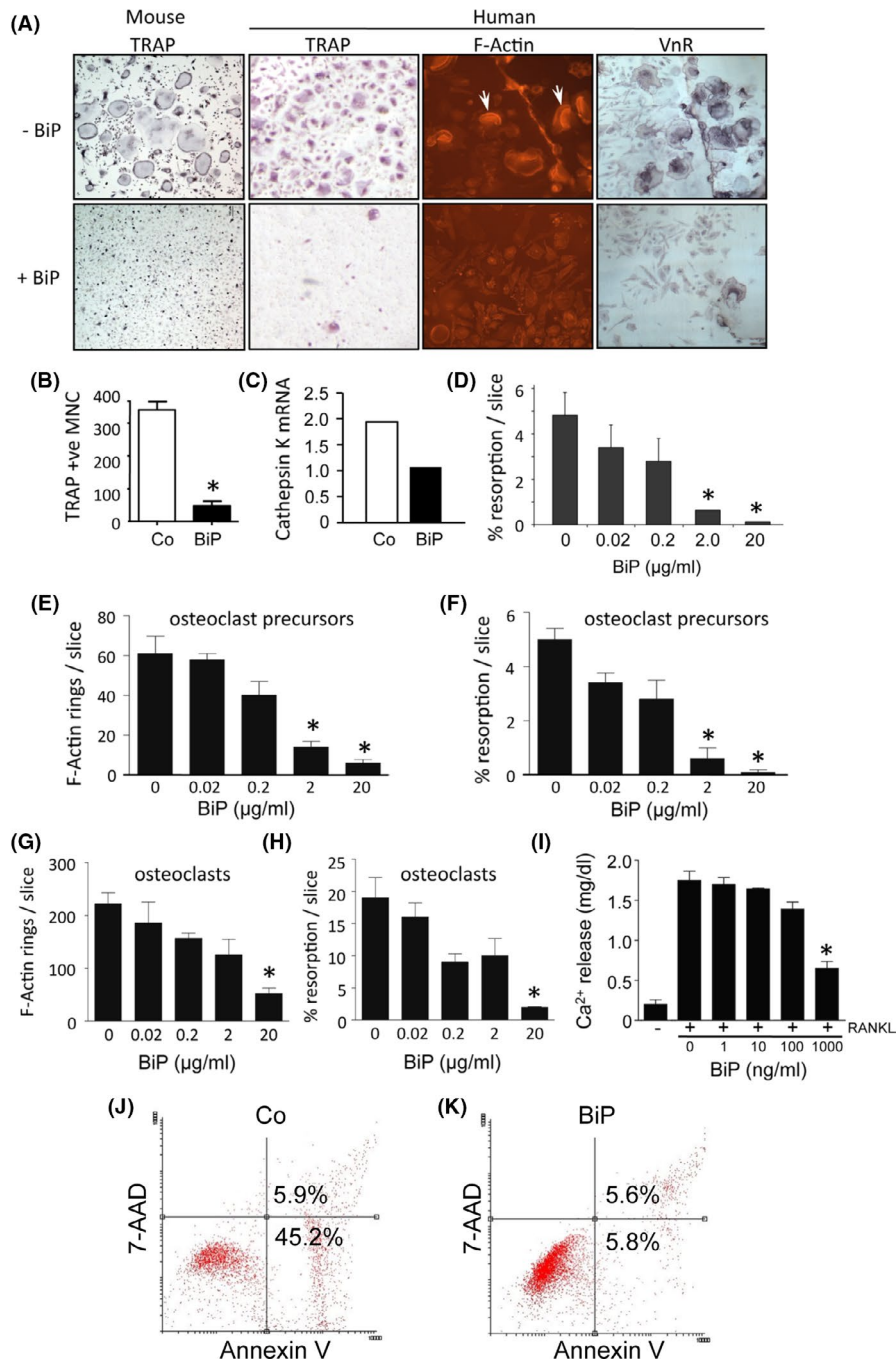 (A)
Mouse Human
TRAP TRAP F-Actin VnR
- BiP
+ BiP
(B)
TRAP +ve MNC
400
300
200
100
0
Co BiP
*
(C)
Cathepsin K mRNA
2.5
2.0
1.5
1.0
0.5
0
Co BiP
(D)
% resorption / slice
6
4
2
0
* *
0 0.02 0.2 2.0 20
BiP (µg/ml)
(E)
osteoclast precursors
F-Actin rings / slice
80
60
40
20
0
* *
0 0.02 0.2 2 20
BiP (µg/ml)
(F)
osteoclast precursors
% resorption / slice
6
4
2
0
* *
0 0.02 0.2 2 20
BiP (µg/ml)
(G)
osteoclasts
F-Actin rings / slice
300
200
100
0
*
0 0.02 0.2 2 20
BiP (µg/ml)
(H)
osteoclasts
% resorption / slice
25
20
15
10
5
0
*
0 0.02 0.2 2 20
BiP (µg/ml)
(I)
Ca2+ release (mg/dl)
2.0
1.5
1.0
0.5
0
*
- + + + + + RANKL
0 1 10 100 1000
BiP (ng/ml)
(J)
Co
7-AAD
5.9%
45.2%
Annexin V
(K)
BiP
7-AAD
5.6%
5.8%
Annexin V